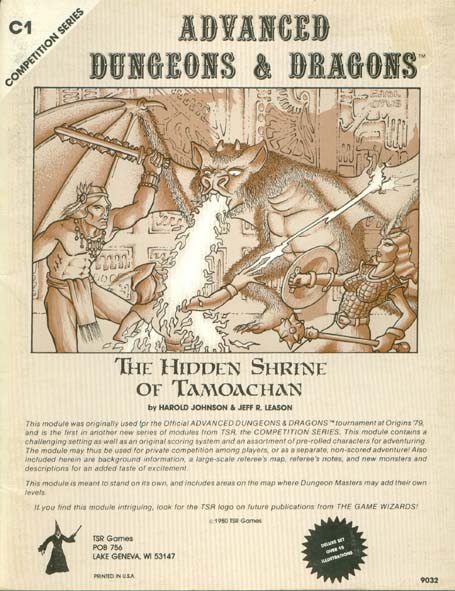 C1
COMPETITION SERIES
ADVANCED
DUNGEONS & DRAGONS™
THE HIDDEN SHRINE
OF TAMOACHAN
by HAROLD JOHNSON & JEFF R. LEASON
This module was originally used for the Official ADVANCED DUNGEONS & DRAGONS™ tournament at Origins '79,
and is the first in another new series of modules from TSR, the COMPETITION SERIES. This module contains a
challenging setting as well as an original scoring system and an assortment of pre-rolled characters for adventuring.
The module may thus be used for private competition among players, or as a separate, non-scored adventure! Also
included herein are background information, a large-scale referee's map, referee's notes, and new monsters and
descriptions for an added taste of excitement.
This module is meant to stand on its own, and includes areas on the map where Dungeon Masters may add their own
levels.
If you find this module intriguing, look for the TSR logo on future publications from THE GAME WIZARDS!
©1980 TSR Games
TSR Games
POB 756
LAKE GENEVA, WI 53147
PRINTED IN U.S.A.
DELUXE SET
OVER 15
ILLUSTRATIONS
9032